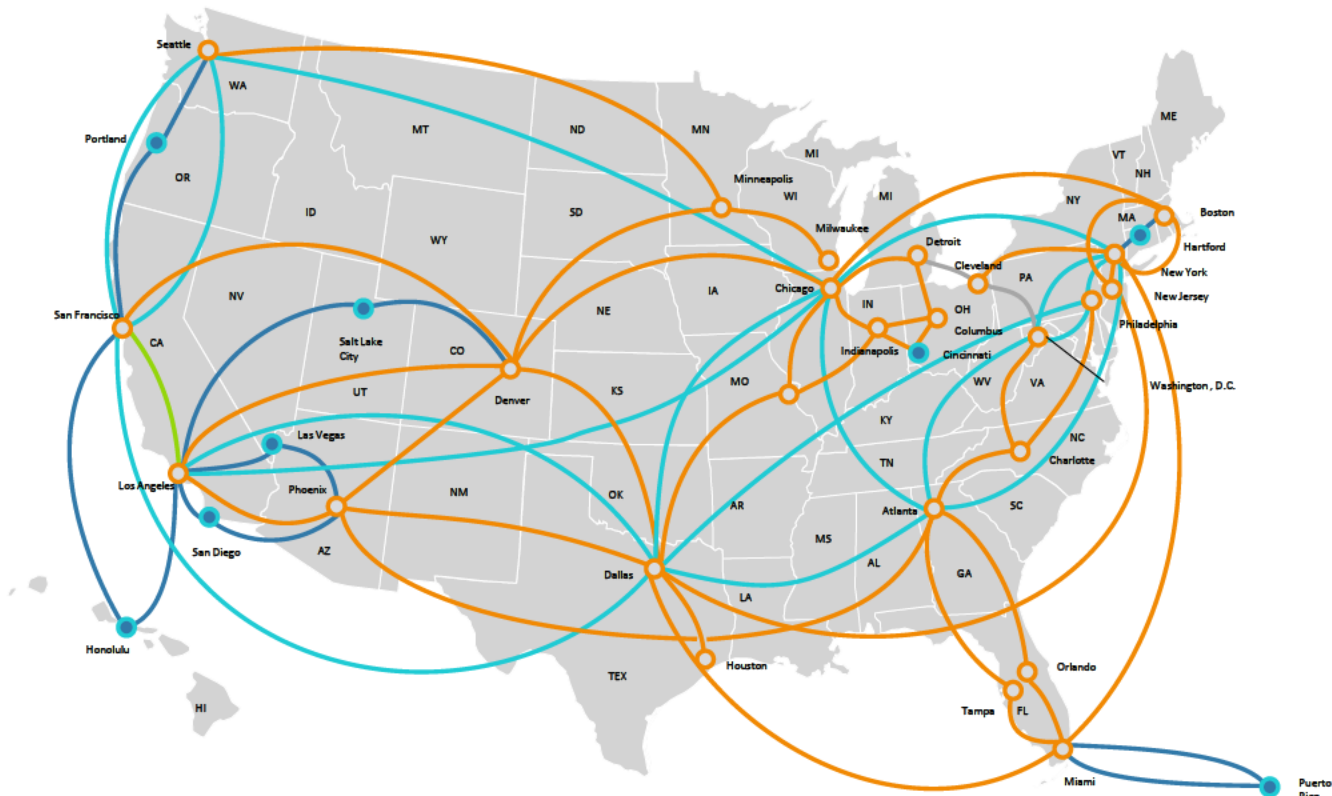 Seattle
WA
Portland
OR
MT
ID
WY
ND
SD
MN
Minneapolis
WI
MI
MI
Milwaukee
Detroit
Cleveland
Chicago
ME
VT
NH
NY
MA
Boston
Hartford
New York
New Jersey
Philadelphia
PA
San Francisco
CA
NV
Salt Lake
City
UT
CO
Denver
NE
IA
KS
MO
IN
OH
Columbus
Indianapolis
Cincinnati
WV
VA
Washington , D.C.
KY
NC
Charlotte
TN
Las Vegas
Los Angeles
Phoenix
San Diego
AZ
NM
OK
AR
Dallas
MS
AL
Atlanta
SC
GA
LA
Honolulu
HI
TEX
Houston
Orlando
Tampa
FL
Miami
Puerto